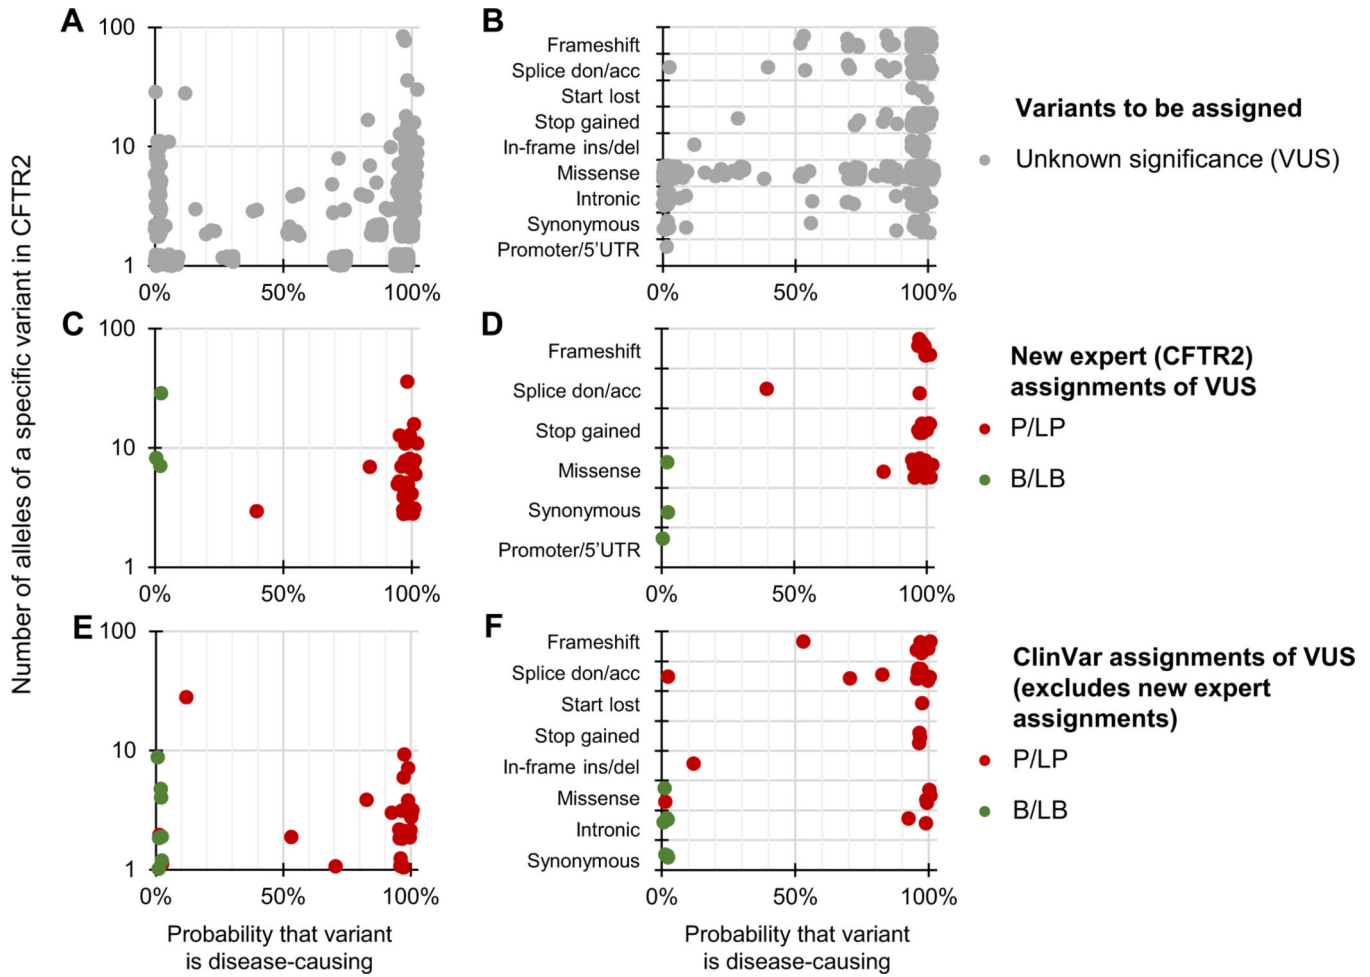 Number of alleles of a specific variant in CFTR2
A
100
10
1
0%
50%
100%
B
Frameshift
Splice don/acc
Start lost
Stop gained
In-frame ins/del
Missense
Intronic
Synonymous
Promoter/5'UTR
0%
50%
100%
Variants to be assigned
Unknown significance (VUS)
C
100
10
1
0%
50%
100%
D
Frameshift
Splice don/acc
Stop gained
Missense
Synonymous
Promoter/5'UTR
0%
50%
100%
New expert (CFTR2)
assignments of VUS
P/LP
B/LB
E
100
10
1
0%
50%
100%
Probability that variant
is disease-causing
F
Frameshift
Splice don/acc
Start lost
Stop gained
In-frame ins/del
Missense
Intronic
Synonymous
0%
50%
100%
Probability that variant
is disease-causing
ClinVar assignments of VUS
(excludes new expert
assignments)
P/LP
B/LB